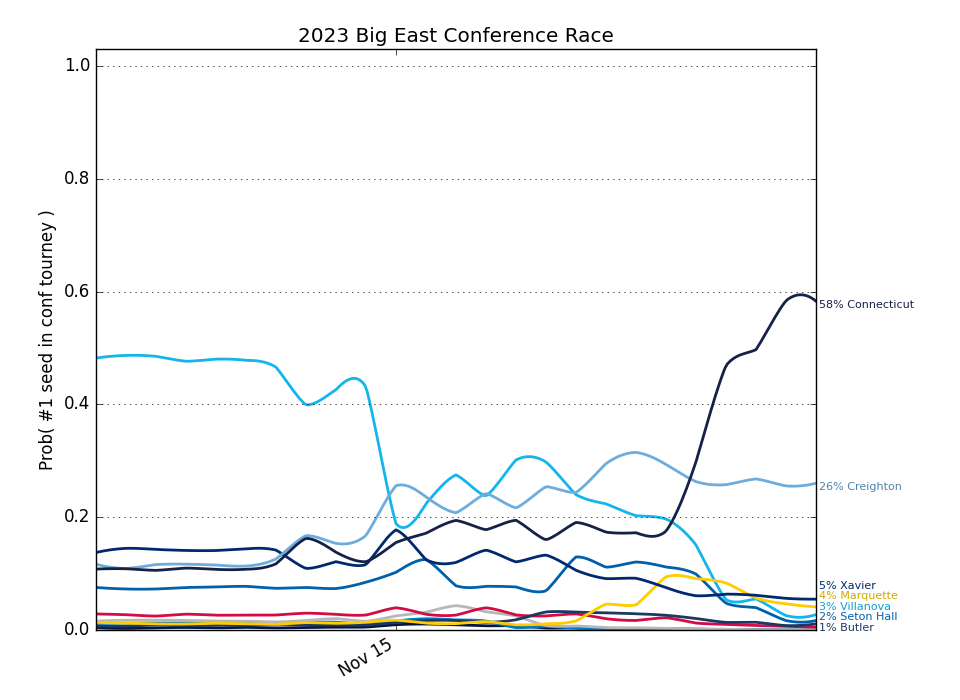 2023 Big East Conference Race
Prob( #1 seed in conf tourney )
1.0
0.8
0.6
0.4
0.2
0.0
Nov 15
58% Connecticut
26% Creighton
5% Xavier
4% Marquette
3% Villanova
2% Seton Hall
1% Butler